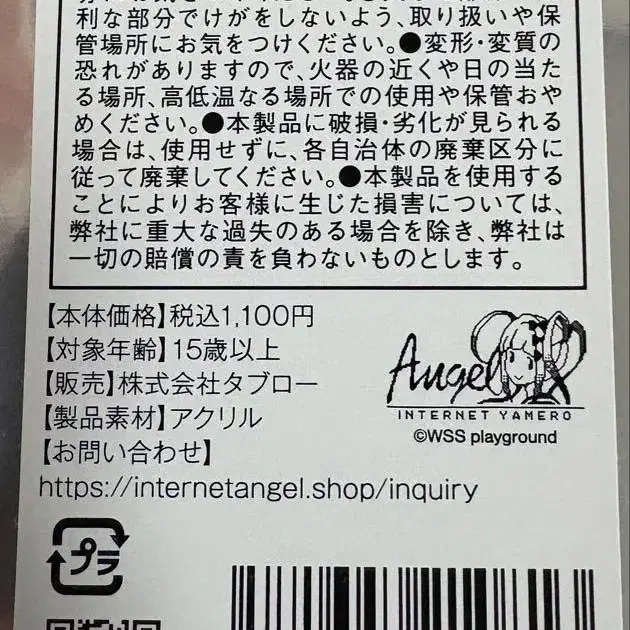 利な部分でけがをしないよう、取り扱いや保
管場所にお気をつけください。●変形・変質の
恐れがありますので、火器の近くや日の当た
る場所、高低温なる場所での使用や保管おや
めください。●本製品に破損・劣化が見られる
場合は、使用せずに、各自治体の廃棄区分に
従って廃棄してください。●本製品を使用する
ことによりお客様に生じた損害については、
弊社に重大な過失のある場合を除き、弊社は
一切の賠償の責を負わないものとします。
【本体価格】税込1,100円
【対象年齢】15歳以上
【販売】株式会社タブロー
【製品素材】アクリル
【お問い合わせ】
https://internetangel.shop/inquiry
Angel
INTERNET YAMERO
©WSS playground
プラ